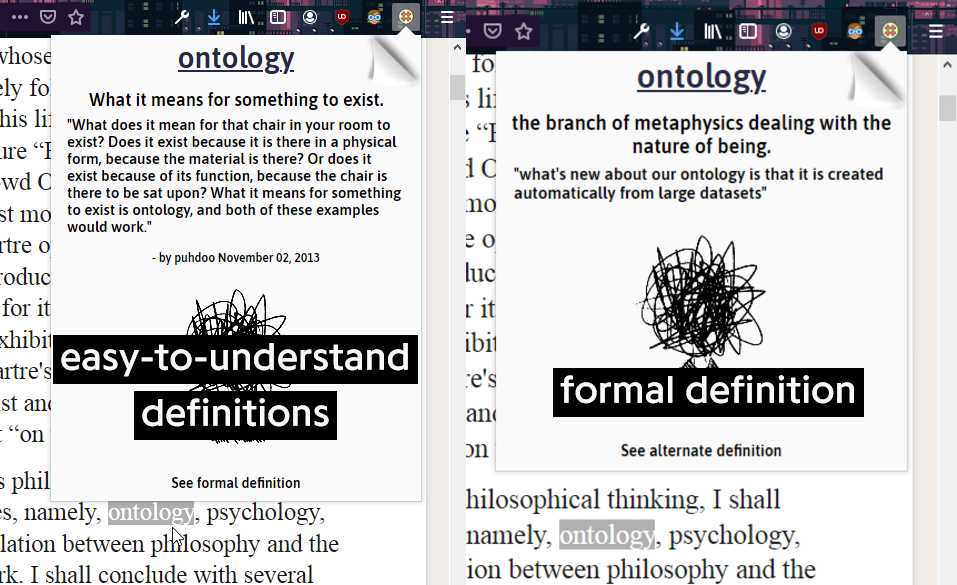 ontology
What it means for something to exist.
"What does it mean for that chair in your room to
exist? Does it exist because it is there in a physical
form, because the material is there? Or does it
exist because of its function, because the chair is
there to be sat upon? What it means for something
to exist is ontology, and both of these examples
would work."
- by puhdoo November 02, 2013
easy-to-understand
definitions
See formal definition
whose
ely fo
his li
ure “E
owd O
st mo
rtre o
roduc
for it
xhibit
artre's
st and
t “on
s phil
es, namely, ontology, psychology,
lation between philosophy and the
rk. I shall conclude with several
ontology
the branch of metaphysics dealing with the
nature of being.
"what's new about our ontology is that it is created
automatically from large datasets"
formal definition
See alternate definition
hilosophical thinking, I shall
namely, ontology, psychology,
ion between philosophy and the